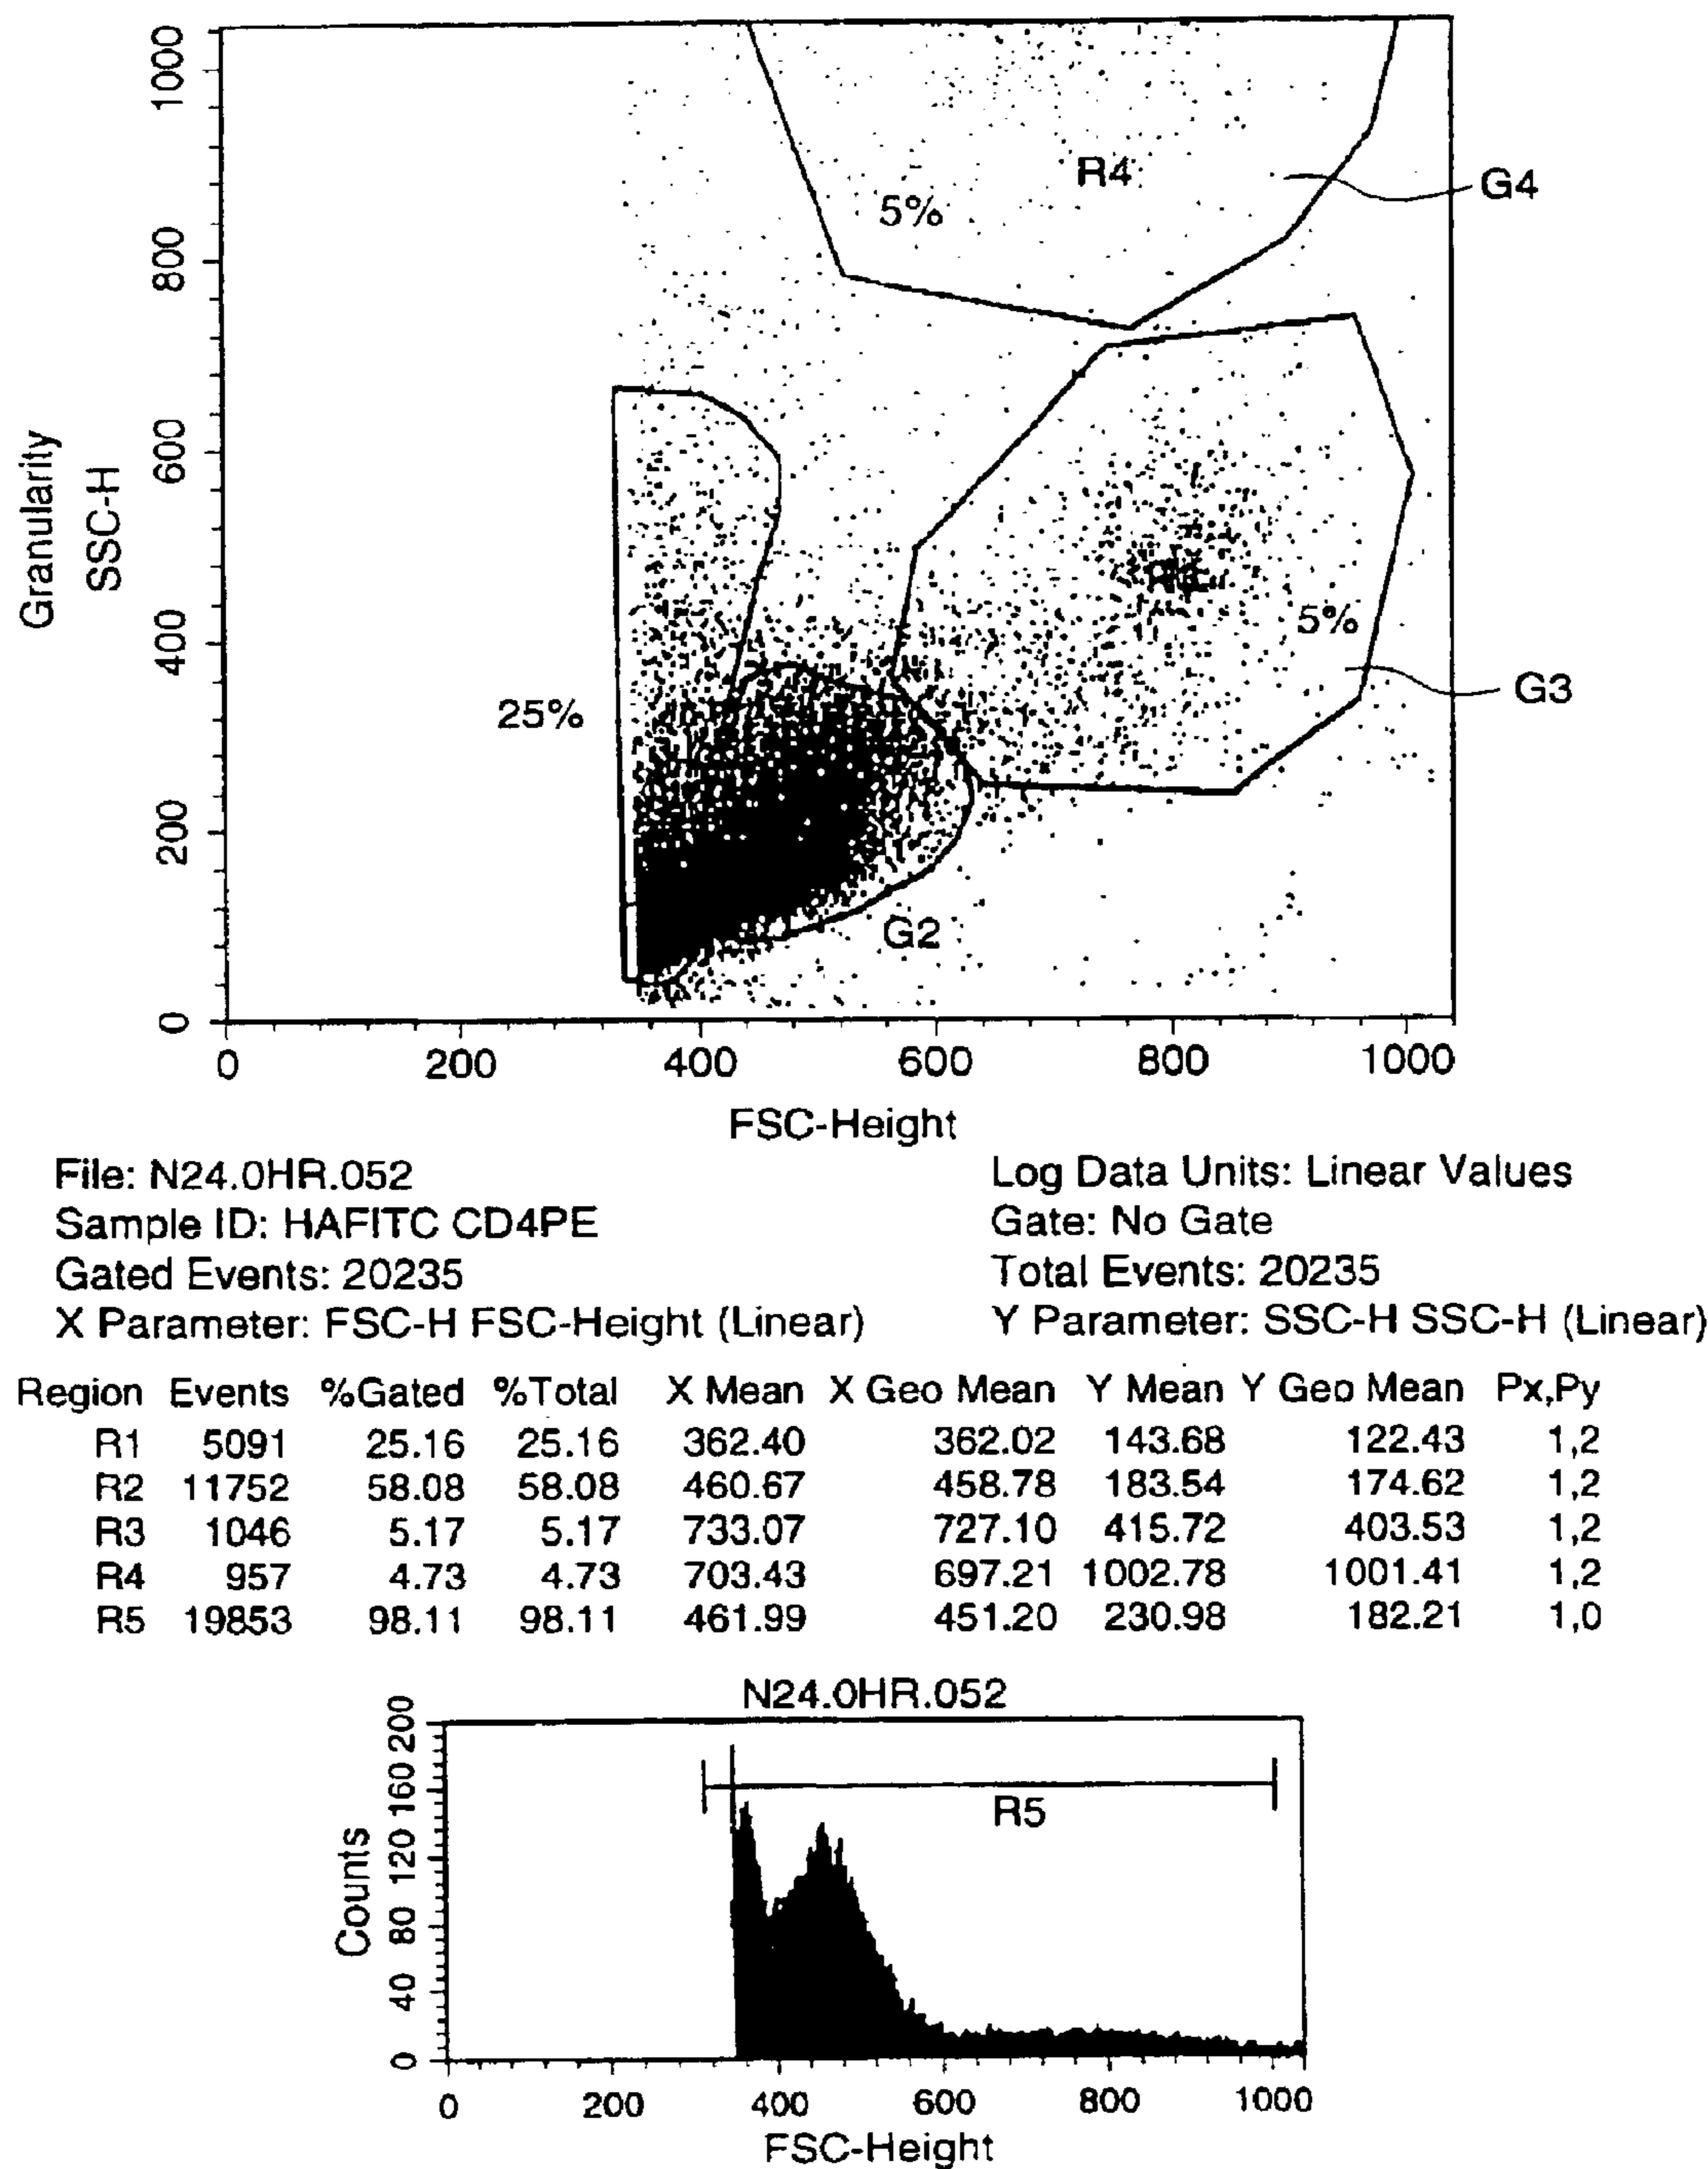 1000
800
600
400
200
0
Granularity
SSC-H
R4
5%
G4
5%
G3
25%
G2
0 200 400 600 800 1000
FSC-Height
File: N24.0HR.052
Sample ID: HAFITC CD4PE
Gated Events: 20235
X Parameter: FSC-H FSC-Height (Linear)
Log Data Units: Linear Values
Gate: No Gate
Total Events: 20235
Y Parameter: SSC-H SSC-H (Linear)
Region Events %Gated %Total X Mean X Geo Mean Y Mean Y Geo Mean Px,Py
R1 5091 25.16 25.16 362.40 362.02 143.68 122.43 1,2
R2 11752 58.08 58.08 460.67 458.78 183.54 174.62 1,2
R3 1046 5.17 5.17 733.07 727.10 415.72 403.53 1,2
R4 957 4.73 4.73 703.43 697.21 1002.78 1001.41 1,2
R5 19853 98.11 98.11 461.99 451.20 230.98 182.21 1,0
N24.0HR.052
200
160
120
80
40
0
Counts
R5
0 200 400 600 800 1000
FSC-Height